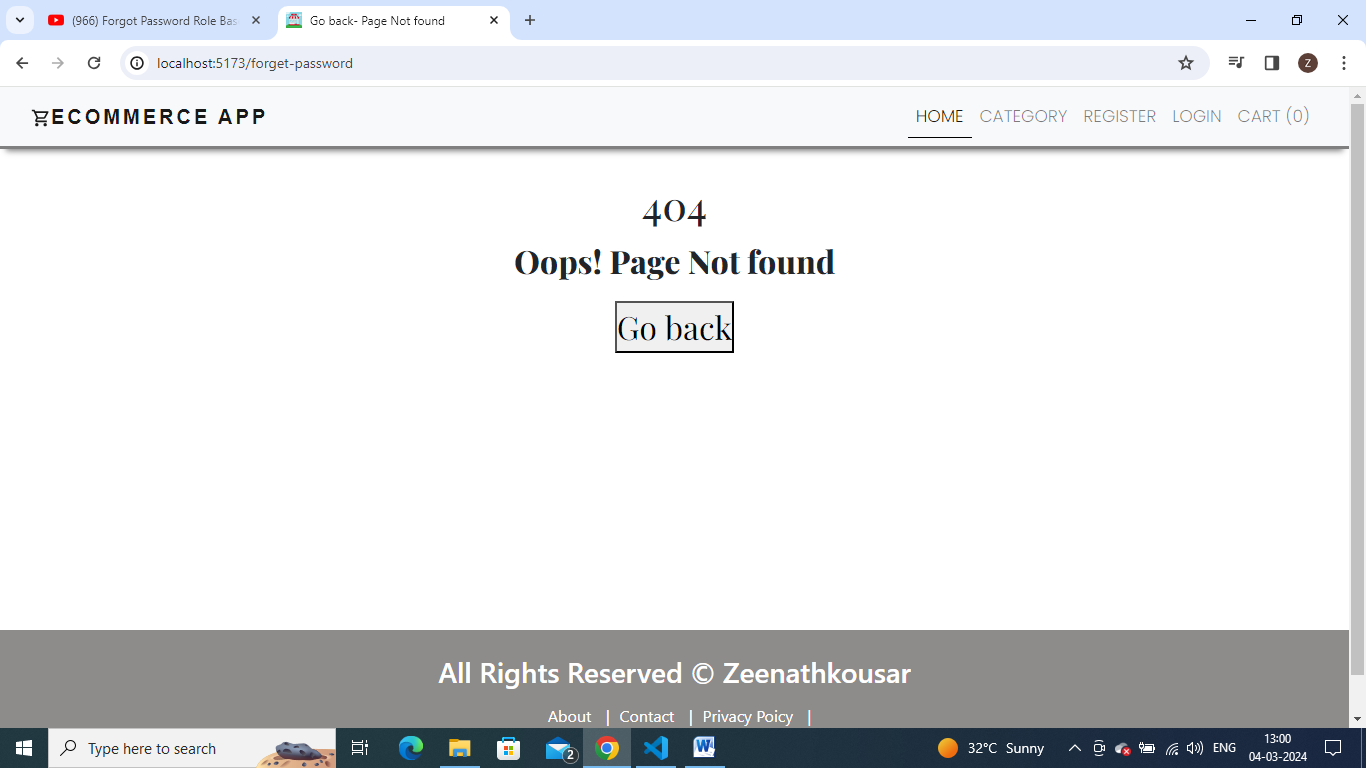 (966) Forgot Password Role Bas
Go back- Page Not found
localhost:5173/forget-password
Z
ECOMMERCE APP
HOME CATEGORY REGISTER LOGIN CART (0)
404
Oops! Page Not found
Go back
All Rights Reserved © Zeenathkousar
About | Contact | Privacy Poicy |
Type here to search
2
32°C Sunny
ENG
13:00
04-03-2024